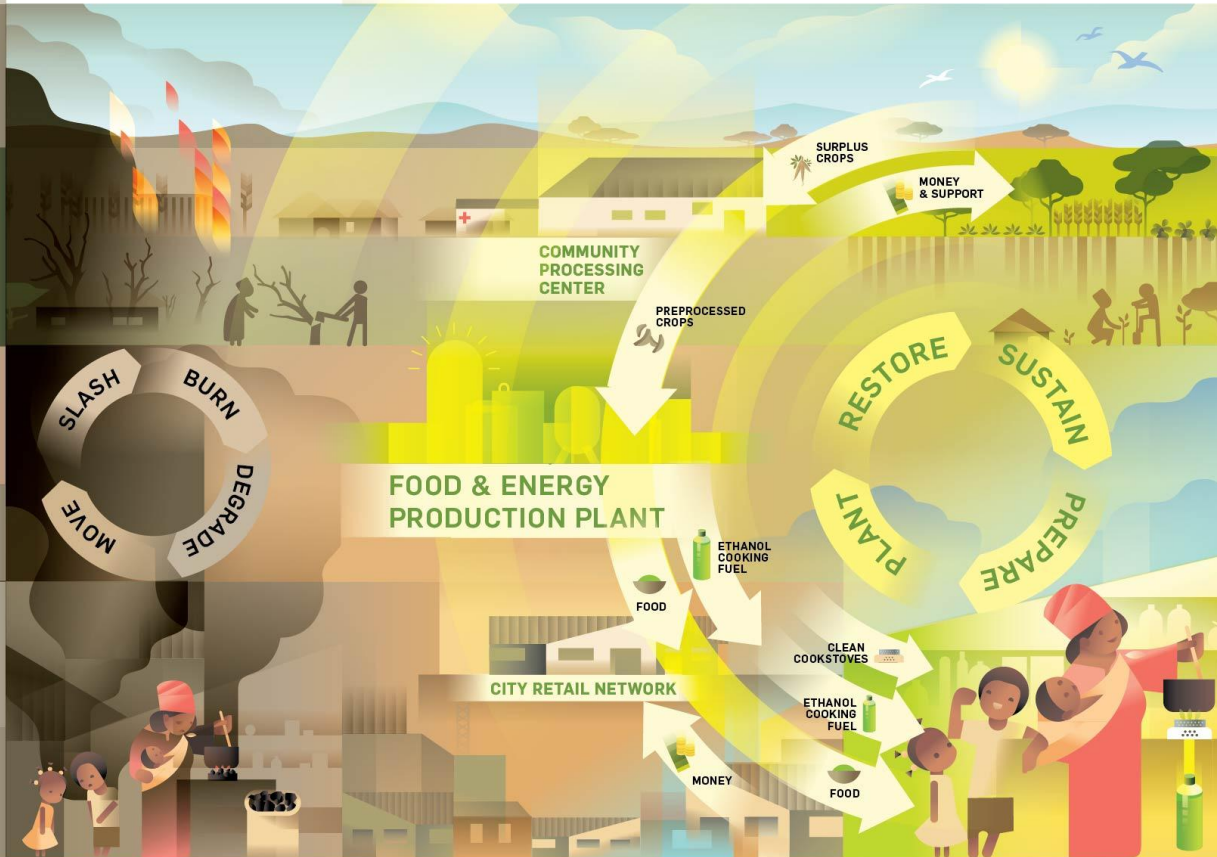 SURPLUS
CROPS
MONEY
& SUPPORT
COMMUNITY
PROCESSING
CENTER
PREPROCESSED
CROPS
SLASH
BURN
DEGRADE
MOVE
RESTORE
SUSTAIN
PREPARE
PLANT
FOOD & ENERGY
PRODUCTION PLANT
ETHANOL
COOKING
FUEL
FOOD
CLEAN
COOKSTOVES
CITY RETAIL NETWORK
ETHANOL
COOKING
FUEL
MONEY
FOOD